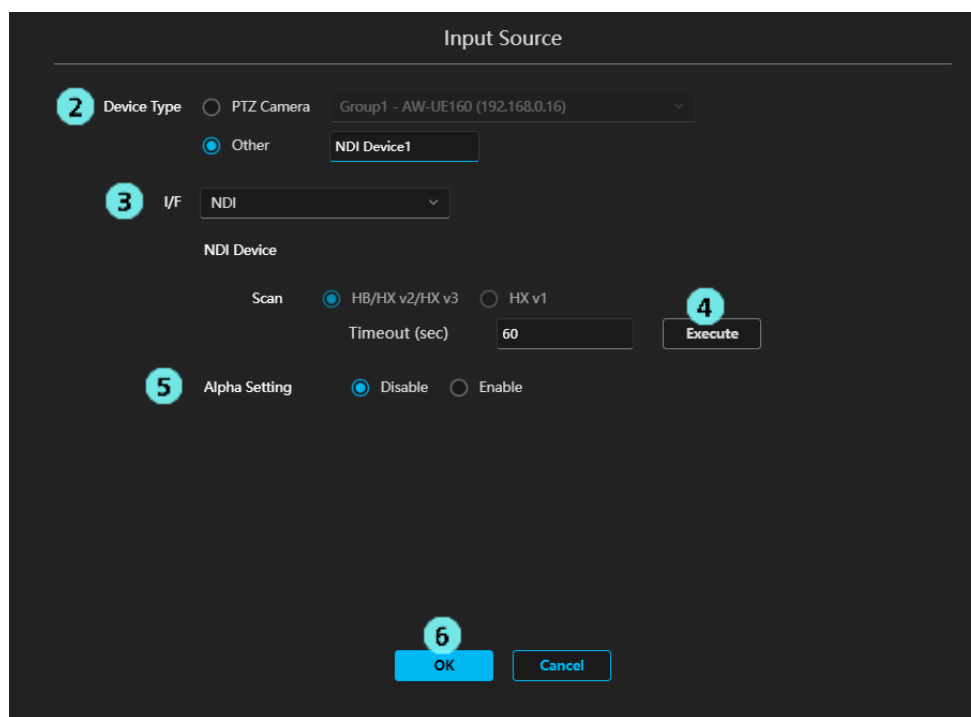 Input Source
2 Device Type PTZ Camera Group1 - AW-UE160 (192.168.0.16)
Other NDI Device1
3 I/F NDI
NDI Device
Scan HB/HX v2/HX v3 HX v1
4
Timeout (sec) 60 Execute
5 Alpha Setting Disable Enable
6
OK Cancel